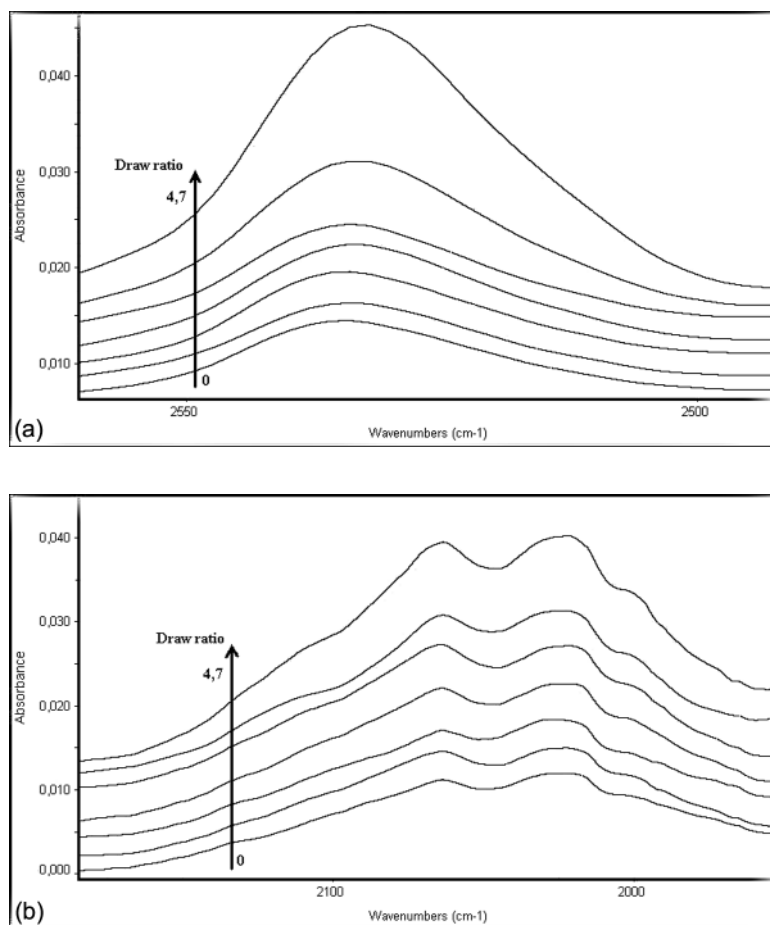 0,040
0,030
0,020
0,010
Absorbance
Draw ratio
4,7
0
2550
2500
Wavenumbers (cm-1)
(a)
0,040
0,030
0,020
0,010
0,000
Absorbance
Draw ratio
4,7
0
2100
2000
Wavenumbers (cm-1)
(b)